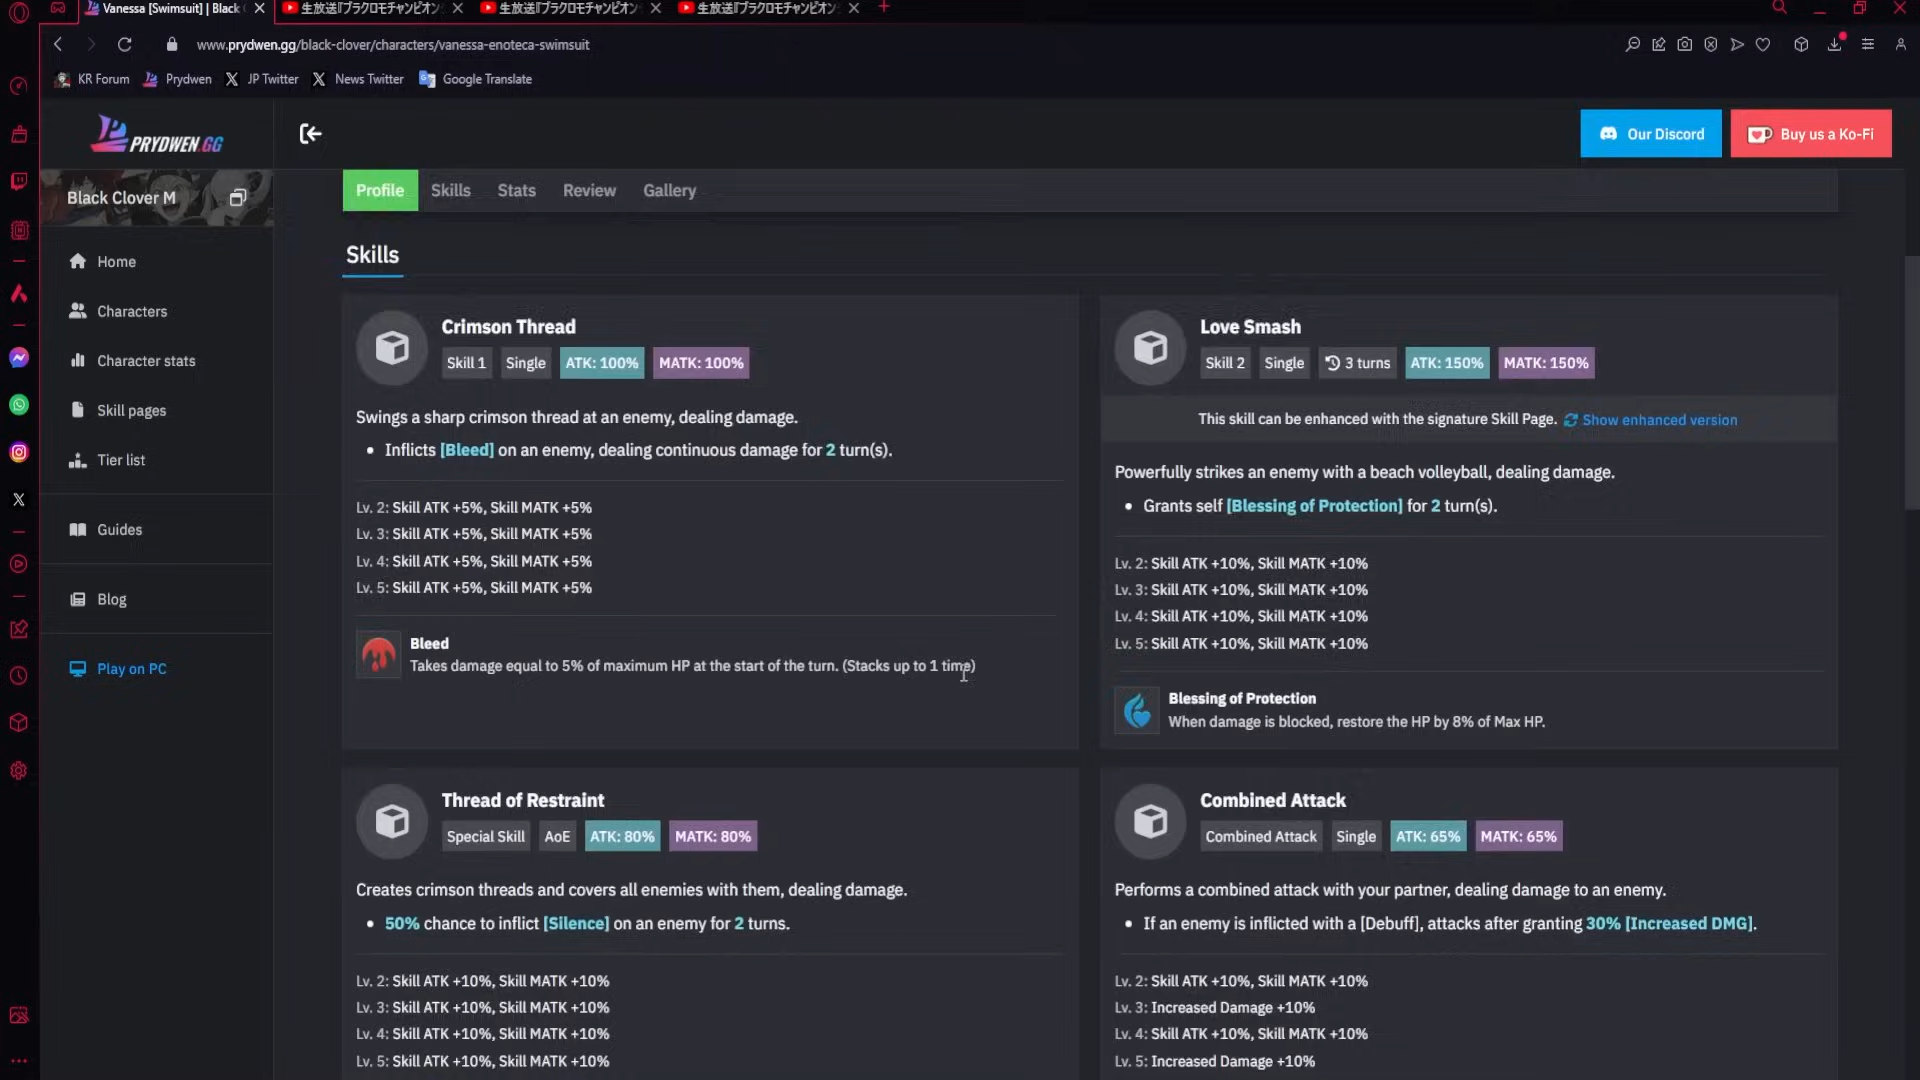 Vanessa [Swimsuit] | Black
生放送『ブラクロモチャンピオン
生放送『ブラクロモチャンピオン
生放送『ブラクロモチャンピオン
www.prydwen.gg/black-clover/characters/vanessa-enoteca-swimsuit
KR Forum
Prydwen
JP Twitter
News Twitter
Google Translate
PRYDWEN.GG
Our Discord
Buy us a Ko-Fi
Black Clover M
Home
Characters
Character stats
Skill pages
Tier list
Guides
Blog
Play on PC
Profile
Skills
Stats
Review
Gallery
Skills
Crimson Thread
Skill 1 Single ATK: 100% MATK: 100%
Swings a sharp crimson thread at an enemy, dealing damage.
• Inflicts [Bleed] on an enemy, dealing continuous damage for 2 turn(s).
Lv. 2: Skill ATK +5%, Skill MATK +5%
Lv. 3: Skill ATK +5%, Skill MATK +5%
Lv. 4: Skill ATK +5%, Skill MATK +5%
Lv. 5: Skill ATK +5%, Skill MATK +5%
Bleed
Takes damage equal to 5% of maximum HP at the start of the turn. (Stacks up to 1 time)
Love Smash
Skill 2 Single 3 turns ATK: 150% MATK: 150%
This skill can be enhanced with the signature Skill Page. Show enhanced version
Powerfully strikes an enemy with a beach volleyball, dealing damage.
• Grants self [Blessing of Protection] for 2 turn(s).
Lv. 2: Skill ATK +10%, Skill MATK +10%
Lv. 3: Skill ATK +10%, Skill MATK +10%
Lv. 4: Skill ATK +10%, Skill MATK +10%
Lv. 5: Skill ATK +10%, Skill MATK +10%
Blessing of Protection
When damage is blocked, restore the HP by 8% of Max HP.
Thread of Restraint
Special Skill AoE ATK: 80% MATK: 80%
Creates crimson threads and covers all enemies with them, dealing damage.
• 50% chance to inflict [Silence] on an enemy for 2 turns.
Lv. 2: Skill ATK +10%, Skill MATK +10%
Lv. 3: Skill ATK +10%, Skill MATK +10%
Lv. 4: Skill ATK +10%, Skill MATK +10%
Lv. 5: Skill ATK +10%, Skill MATK +10%
Combined Attack
Combined Attack Single ATK: 65% MATK: 65%
Performs a combined attack with your partner, dealing damage to an enemy.
• If an enemy is inflicted with a [Debuff], attacks after granting 30% [Increased DMG].
Lv. 2: Skill ATK +10%, Skill MATK +10%
Lv. 3: Increased Damage +10%
Lv. 4: Skill ATK +10%, Skill MATK +10%
Lv. 5: Increased Damage +10%